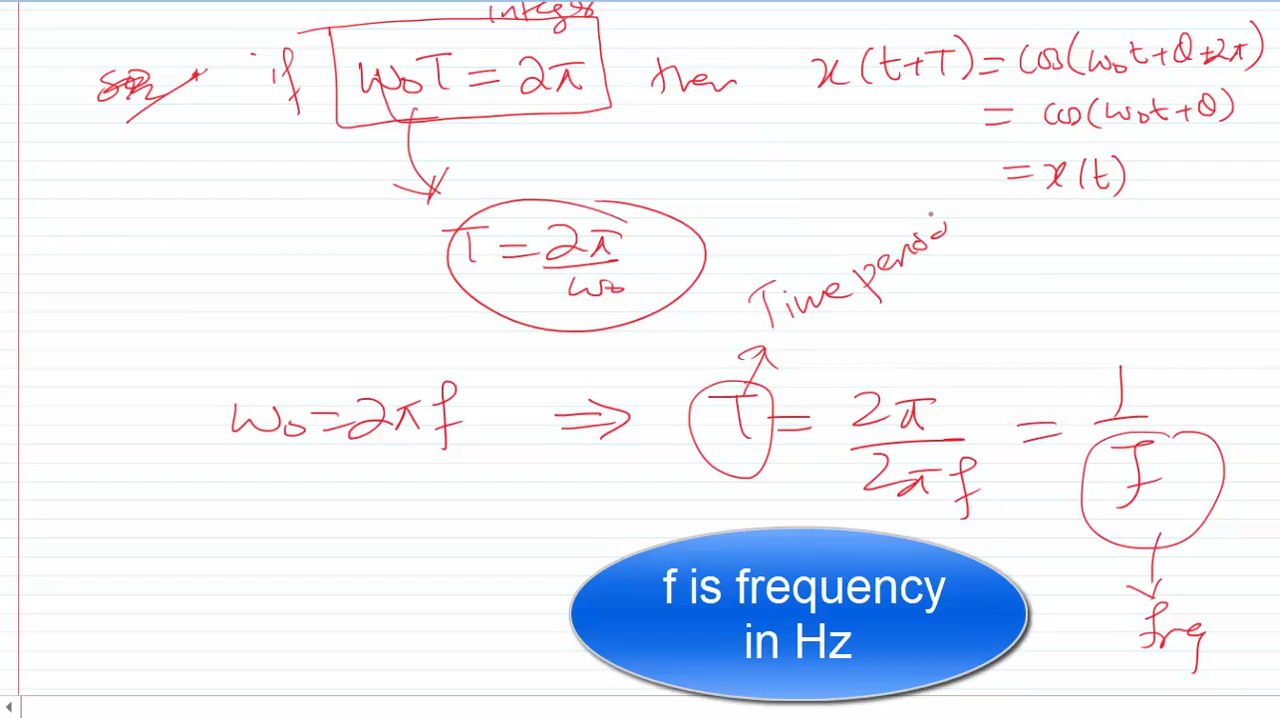 integer
if ω₀T = 2π then x(t+T) = cos(ω₀t+θ+2π)
= cos(ω₀t+θ)
= x(t)
T = 2π/ω₀
Time period
ω₀ = 2πf ⇒ T = 2π/2πf = 1/f
f is frequency
in Hz
freq